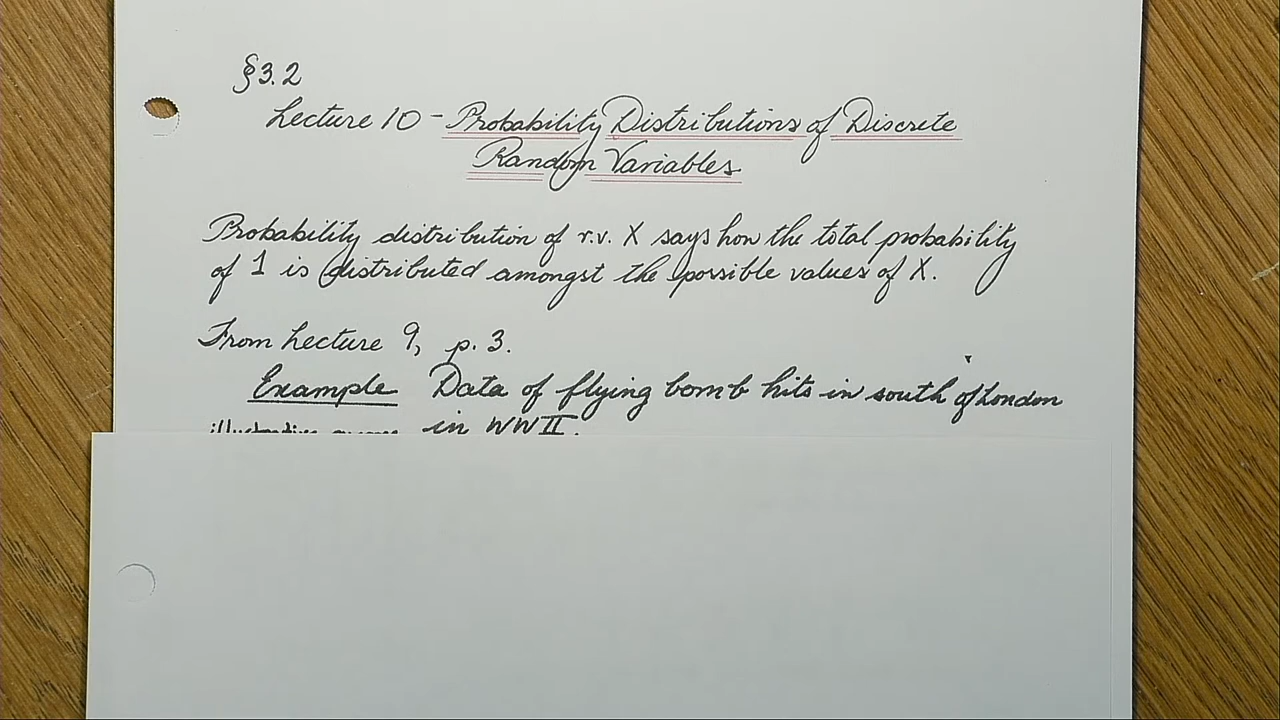 §3.2
Lecture 10 - Probability Distributions of Discrete
Random Variables
Probability distribution of r.v. X says how the total probability
of 1 is distributed amongst the possible values of X.
From Lecture 9, p. 3.
Example Data of flying bomb hits in south of London
in WWII.